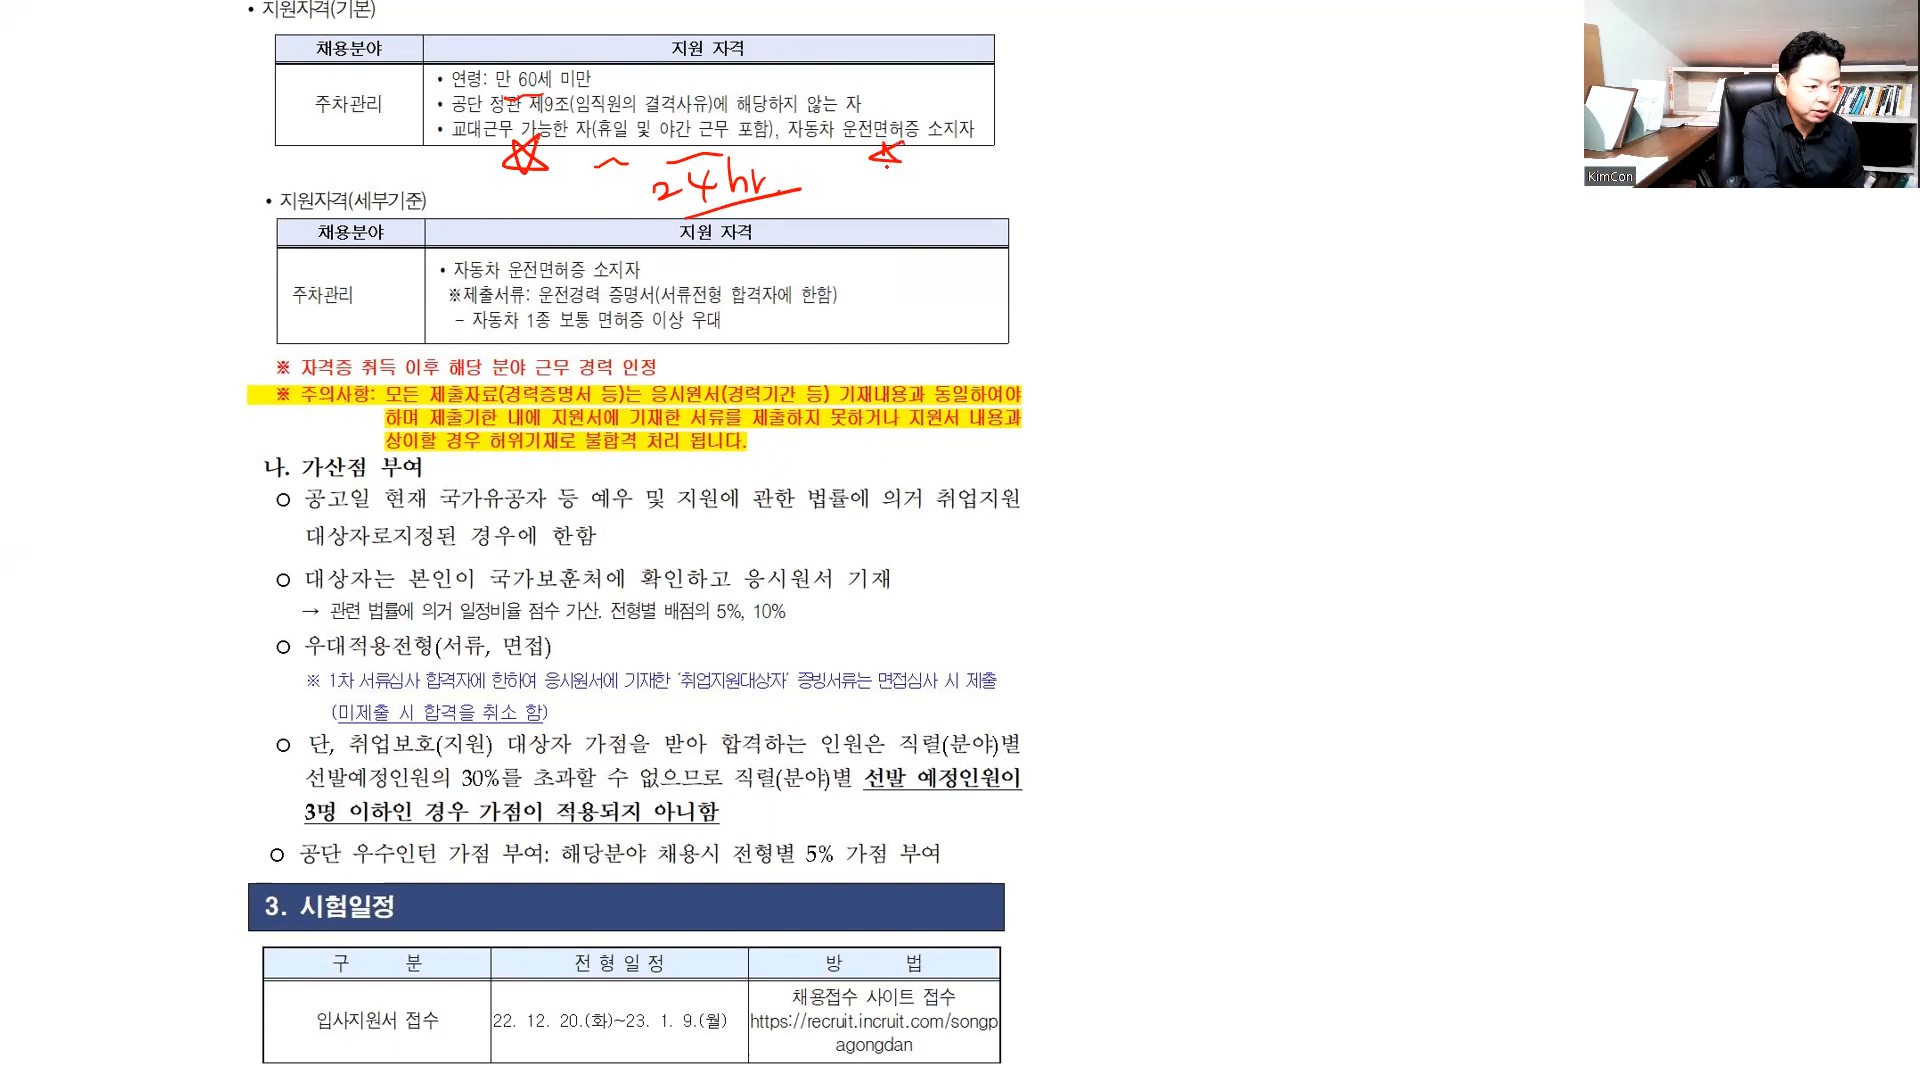 • 지원자격(기본)
채용분야 지원 자격
주차관리
• 연령: 만 60세 미만
• 공단 정관 제9조(임직원의 결격사유)에 해당하지 않는 자
• 교대근무 가능한 자(휴일 및 야간 근무 포함), 자동차 운전면허증 소지자
24hr.
• 지원자격(세부기준)
채용분야 지원 자격
주차관리
• 자동차 운전면허증 소지자
※제출서류: 운전경력 증명서(서류전형 합격자에 한함)
– 자동차 1종 보통 면허증 이상 우대
※ 자격증 취득 이후 해당 분야 근무 경력 인정
※ 주의사항: 모든 제출자료(경력증명서 등)는 응시원서(경력기간 등) 기재내용과 동일하여야
하며 제출기한 내에 지원서에 기재한 서류를 제출하지 못하거나 지원서 내용과
상이할 경우 허위기재로 불합격 처리 됩니다.
나. 가산점 부여
○ 공고일 현재 국가유공자 등 예우 및 지원에 관한 법률에 의거 취업지원
대상자로지정된 경우에 한함
○ 대상자는 본인이 국가보훈처에 확인하고 응시원서 기재
→ 관련 법률에 의거 일정비율 점수 가산. 전형별 배점의 5%, 10%
○ 우대적용전형(서류, 면접)
※ 1차 서류심사 합격자에 한하여 응시원서에 기재한 '취업지원대상자' 증빙서류는 면접심사 시 제출
(미제출 시 합격을 취소 함)
○ 단, 취업보호(지원) 대상자 가점을 받아 합격하는 인원은 직렬(분야)별
선발예정인원의 30%를 초과할 수 없으므로 직렬(분야)별 선발 예정인원이
3명 이하인 경우 가점이 적용되지 아니함
○ 공단 우수인턴 가점 부여: 해당분야 채용시 전형별 5% 가점 부여
3. 시험일정
구 분 전 형 일 정 방 법
입사지원서 접수 22. 12. 20.(화)~23. 1. 9.(월)
채용접수 사이트 접수
https://recruit.incruit.com/songp
agongdan
KimCon